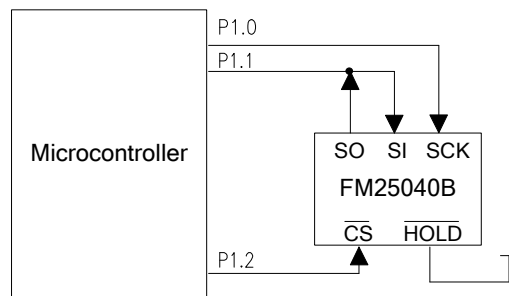 P1.0
P1.1
Microcontroller
SO SI SCK
FM25040B
CS HOLD
P1.2